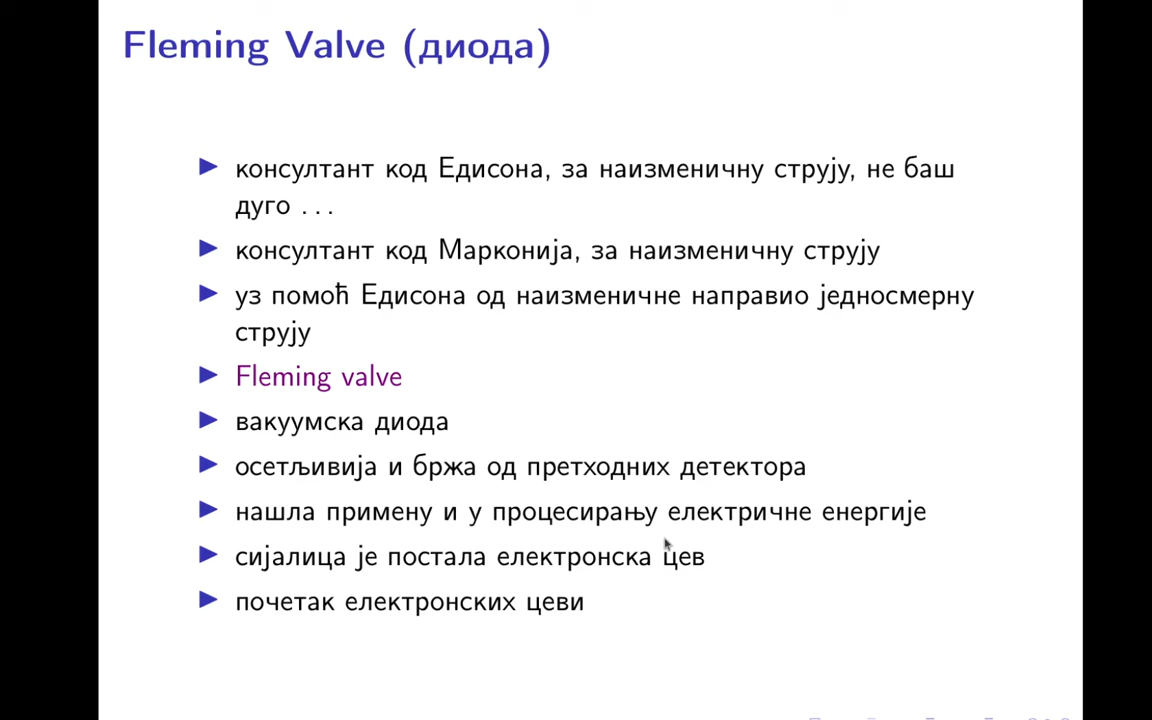 Fleming Valve (диода)
консултант код Едисона, за наизменичну струју, не баш
дуго . . .
консултант код Марконија, за наизменичну струју
уз помоћ Едисона од наизменичне направио једносмерну
струју
Fleming valve
вакуумска диода
осетљивија и бржа од претходних детектора
нашла примену и у процесирању електричне енергије
сијалица је постала електронска цев
почетак електронских цеви